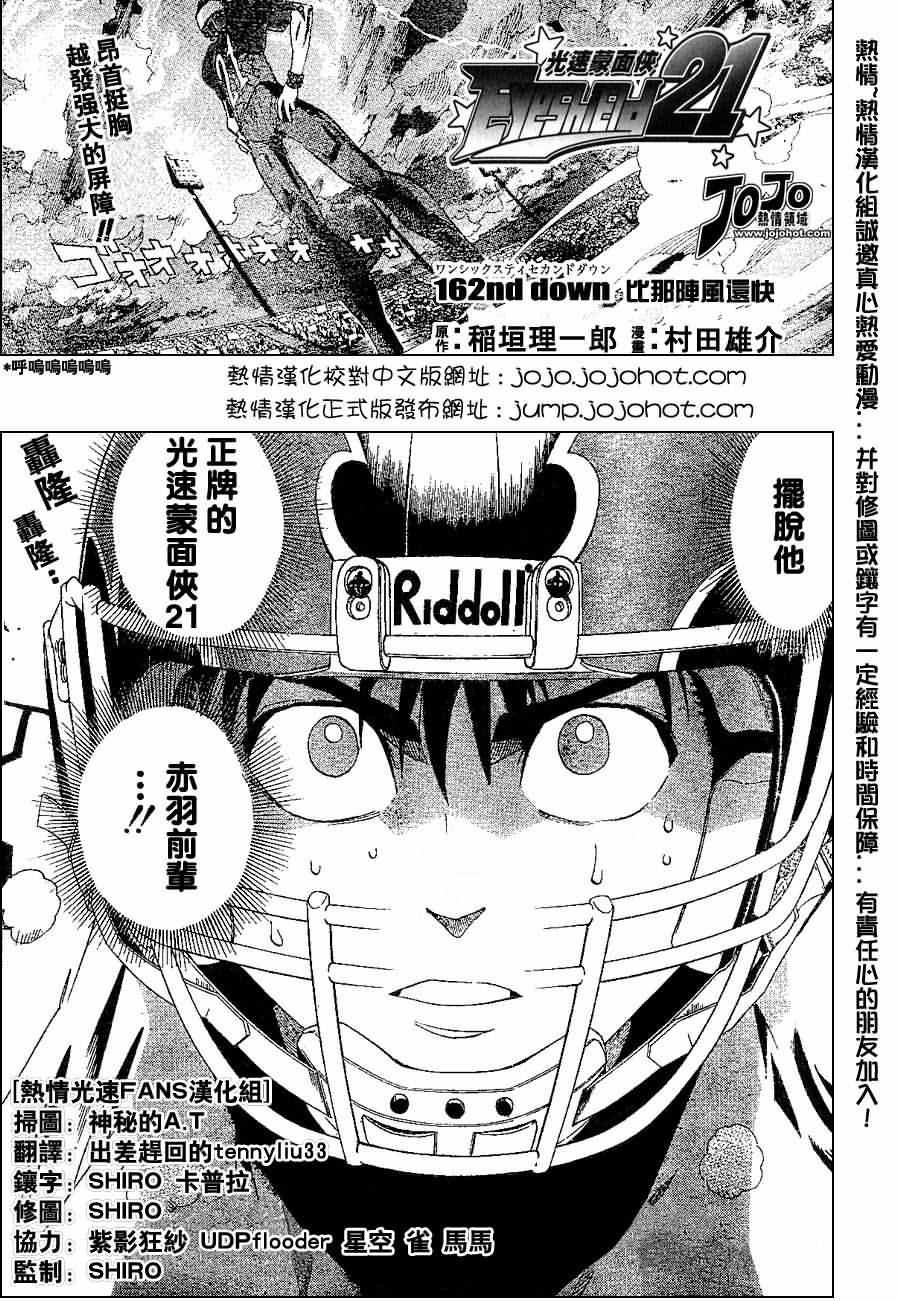 昂首挺胸
越發强大的屏障!!
光速蒙面俠
EYESHIELD 21
JOJO
熱情領域
www.jojohot.com
ゴオオオオオオオオ
ワンシックスティセカンドダウン
162nd down 比那陣風還快
原作:稲垣理一郎 漫畫:村田雄介
*呼嗚嗚嗚嗚嗚
熱情漢化校對中文版網址:jojo.jojohot.com
熱情漢化正式版發布網址:jump.jojohot.com
熱情~熱情漢化組誠邀真心熱愛動漫...并對修圖或鑲字有一定經驗和時間保障...有責任心的朋友加入!
擺脫他
正牌的
光速蒙面俠21
轟隆
轟隆...
Riddoll
赤羽前輩
...!!
[熱情光速FANS漢化組]
掃圖:神秘的A.T
翻譯:出差趕回的tennyliu33
鑲字:SHIRO 卡普拉
修圖:SHIRO
協力:紫影狂紗 UDPflooder 星空 雀 馬馬
監制:SHIRO